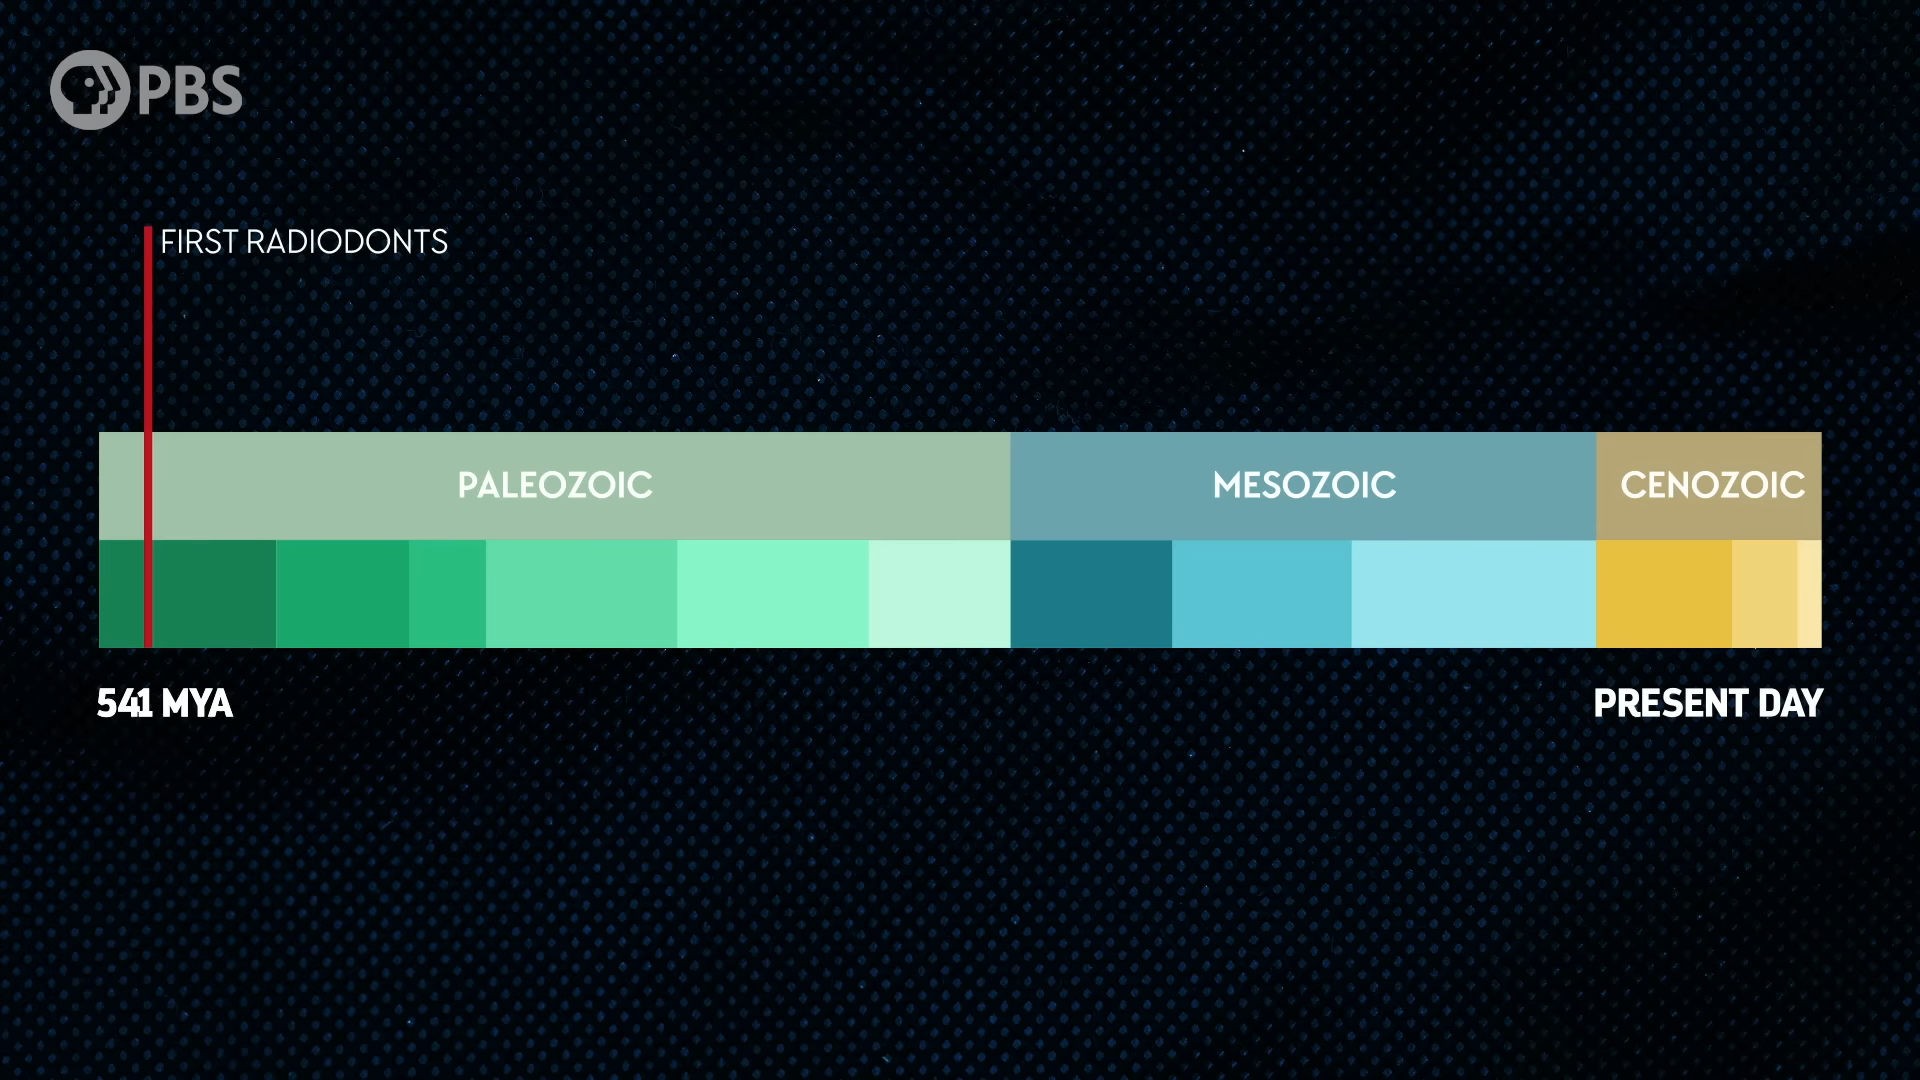 PBS
FIRST RADIODONTS
PALEOZOIC
MESOZOIC
CENOZOIC
541 MYA
PRESENT DAY